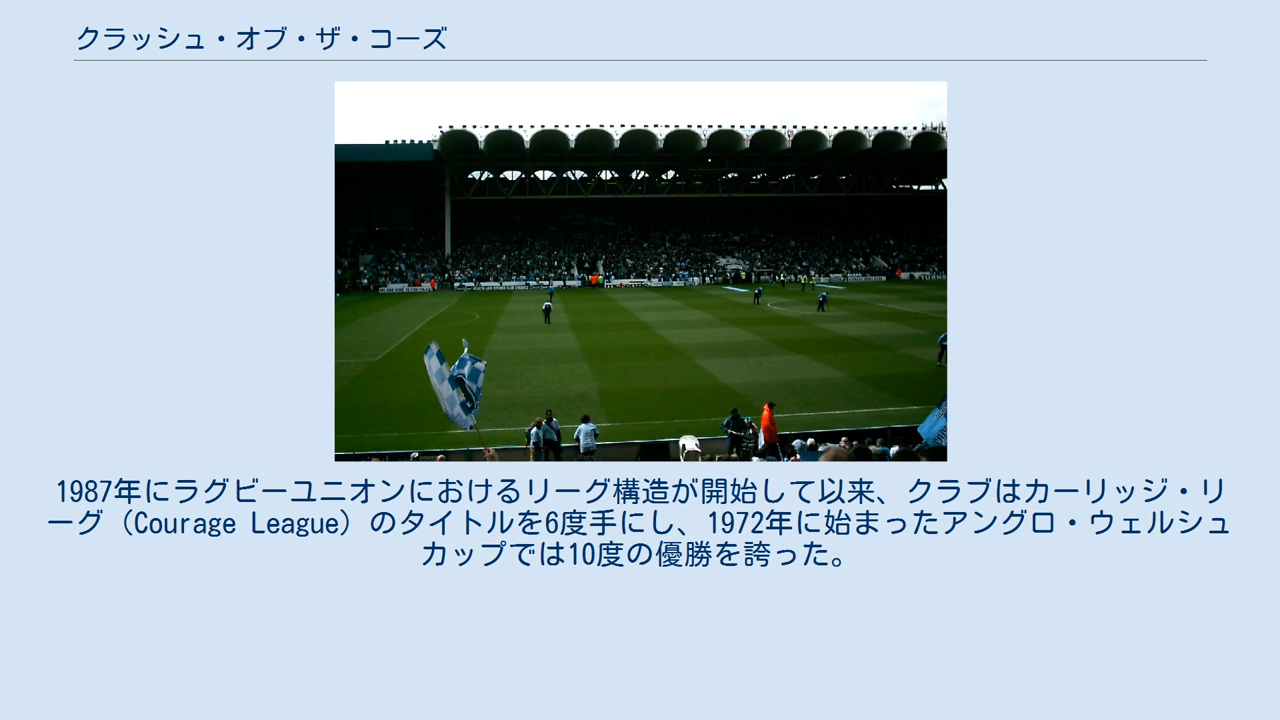 クラッシュ・オブ・ザ・コーズ
1987年にラグビーユニオンにおけるリーグ構造が開始して以来、クラブはカーリッジ・リ
ーグ（Courage League）のタイトルを6度手にし、1972年に始まったアングロ・ウェルシュ
カップでは10度の優勝を誇った。